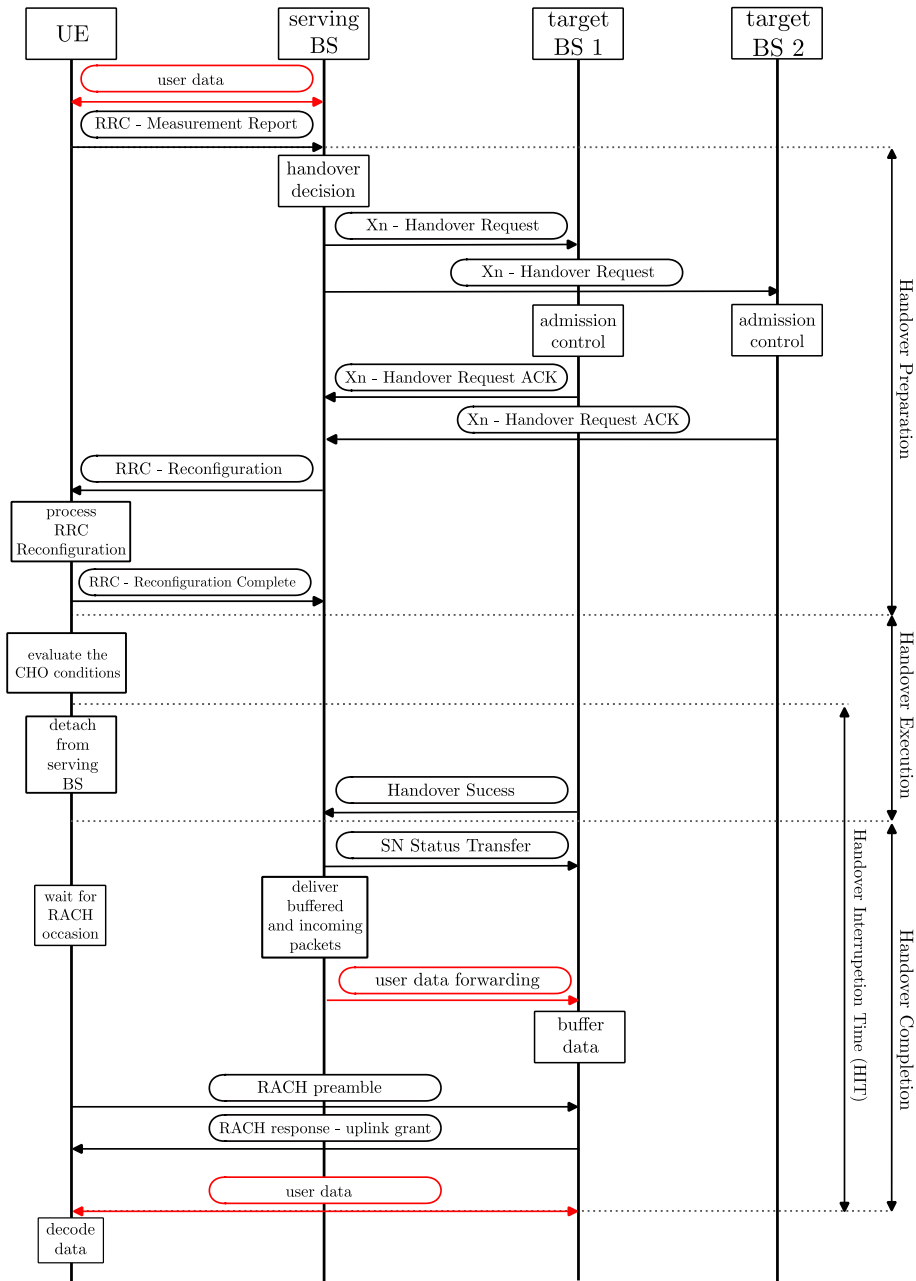 UE
serving
BS
target
BS 1
target
BS 2
user data
RRC - Measurement Report
handover
decision
Xn - Handover Request
Xn - Handover Request
admission
control
admission
control
Xn - Handover Request ACK
Xn - Handover Request ACK
RRC - Reconfiguration
process
RRC
Reconfiguration
RRC - Reconfiguration Complete
Handover Preparation
evaluate the
CHO conditions
detach
from
serving
BS
Handover Sucess
Handover Execution
SN Status Transfer
deliver
buffered
and incoming
packets
wait for
RACH
occasion
user data forwarding
buffer
data
RACH preamble
RACH response - uplink grant
user data
decode
data
Handover Interrupetion Time (HIT)
Handover Completion